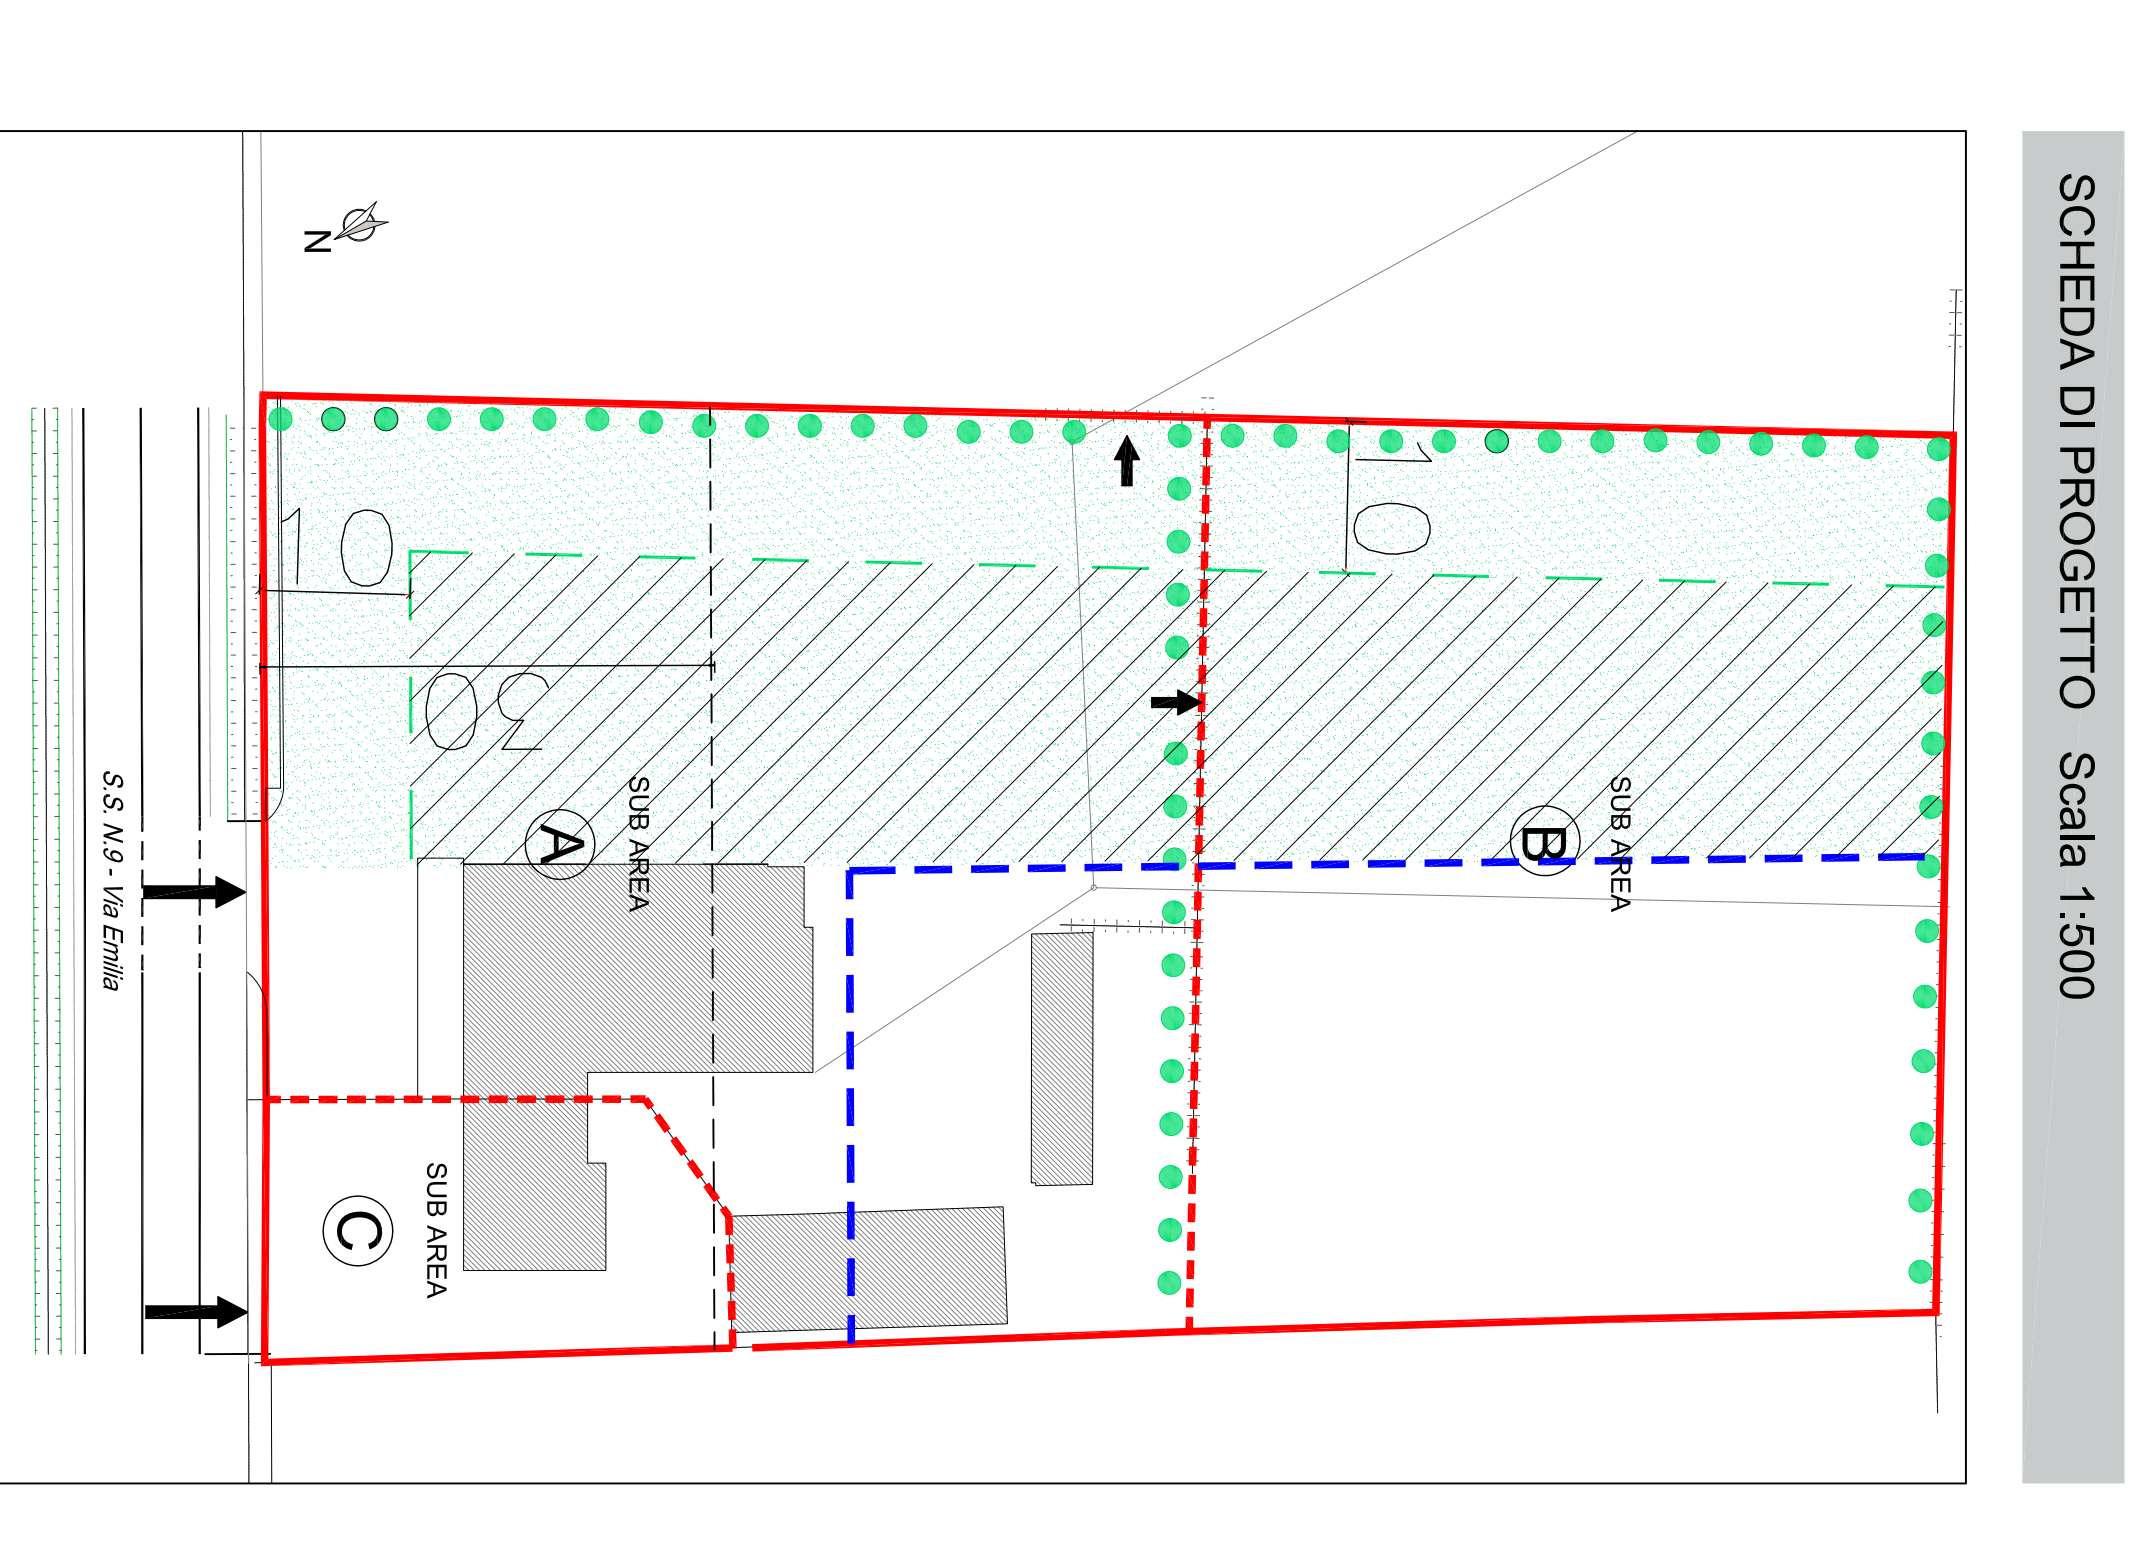 SCHEDA DI PROGETTO Scala 1:500
N
10
10
30
SUB AREA
B
SUB AREA
A
SUB AREA
C
S.S. N.9 - Via Emilia